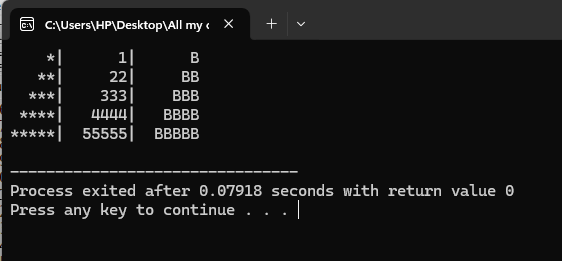 C:\Users\HP\Desktop\All my c
    *|      1|      B
   **|     22|     BB
  ***|    333|    BBB
 ****|   4444|   BBBB
*****|  55555|  BBBBB
--------------------------------
Process exited after 0.07918 seconds with return value 0
Press any key to continue . . .